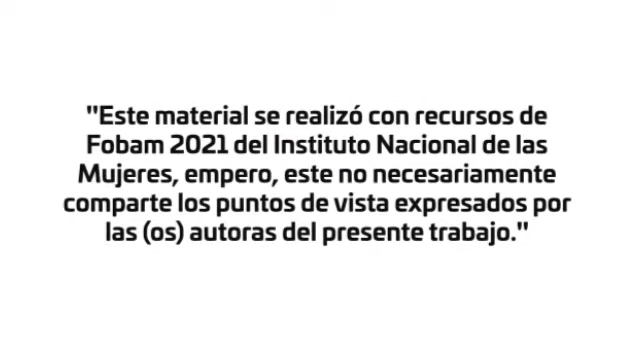 "Este material se realizó con recursos de
Fobam 2021 del Instituto Nacional de las
Mujeres, empero, este no necesariamente
comparte los puntos de vista expresados por
las (os) autoras del presente trabajo."